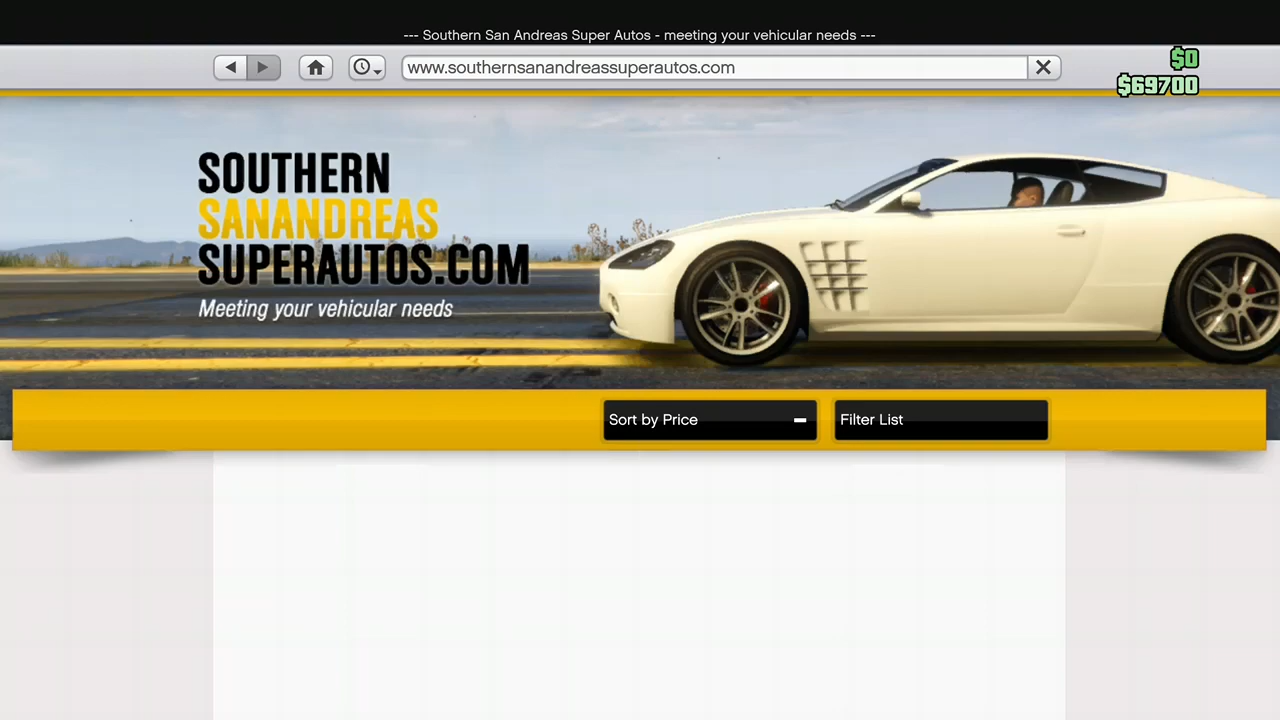 --- Southern San Andreas Super Autos - meeting your vehicular needs ---
www.southernsanandreassuperautos.com
$0
$69700
SOUTHERN
SANANDREAS
SUPERAUTOS.COM
Meeting your vehicular needs
Sort by Price
Filter List